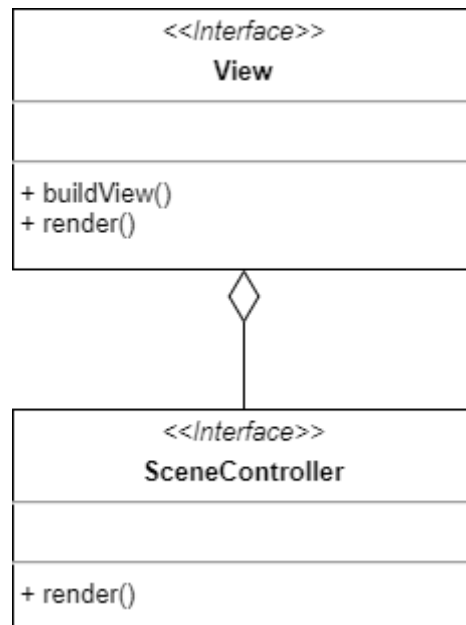 <<Interface>>
View
+ buildView()
+ render()
<<Interface>>
SceneController
+ render()